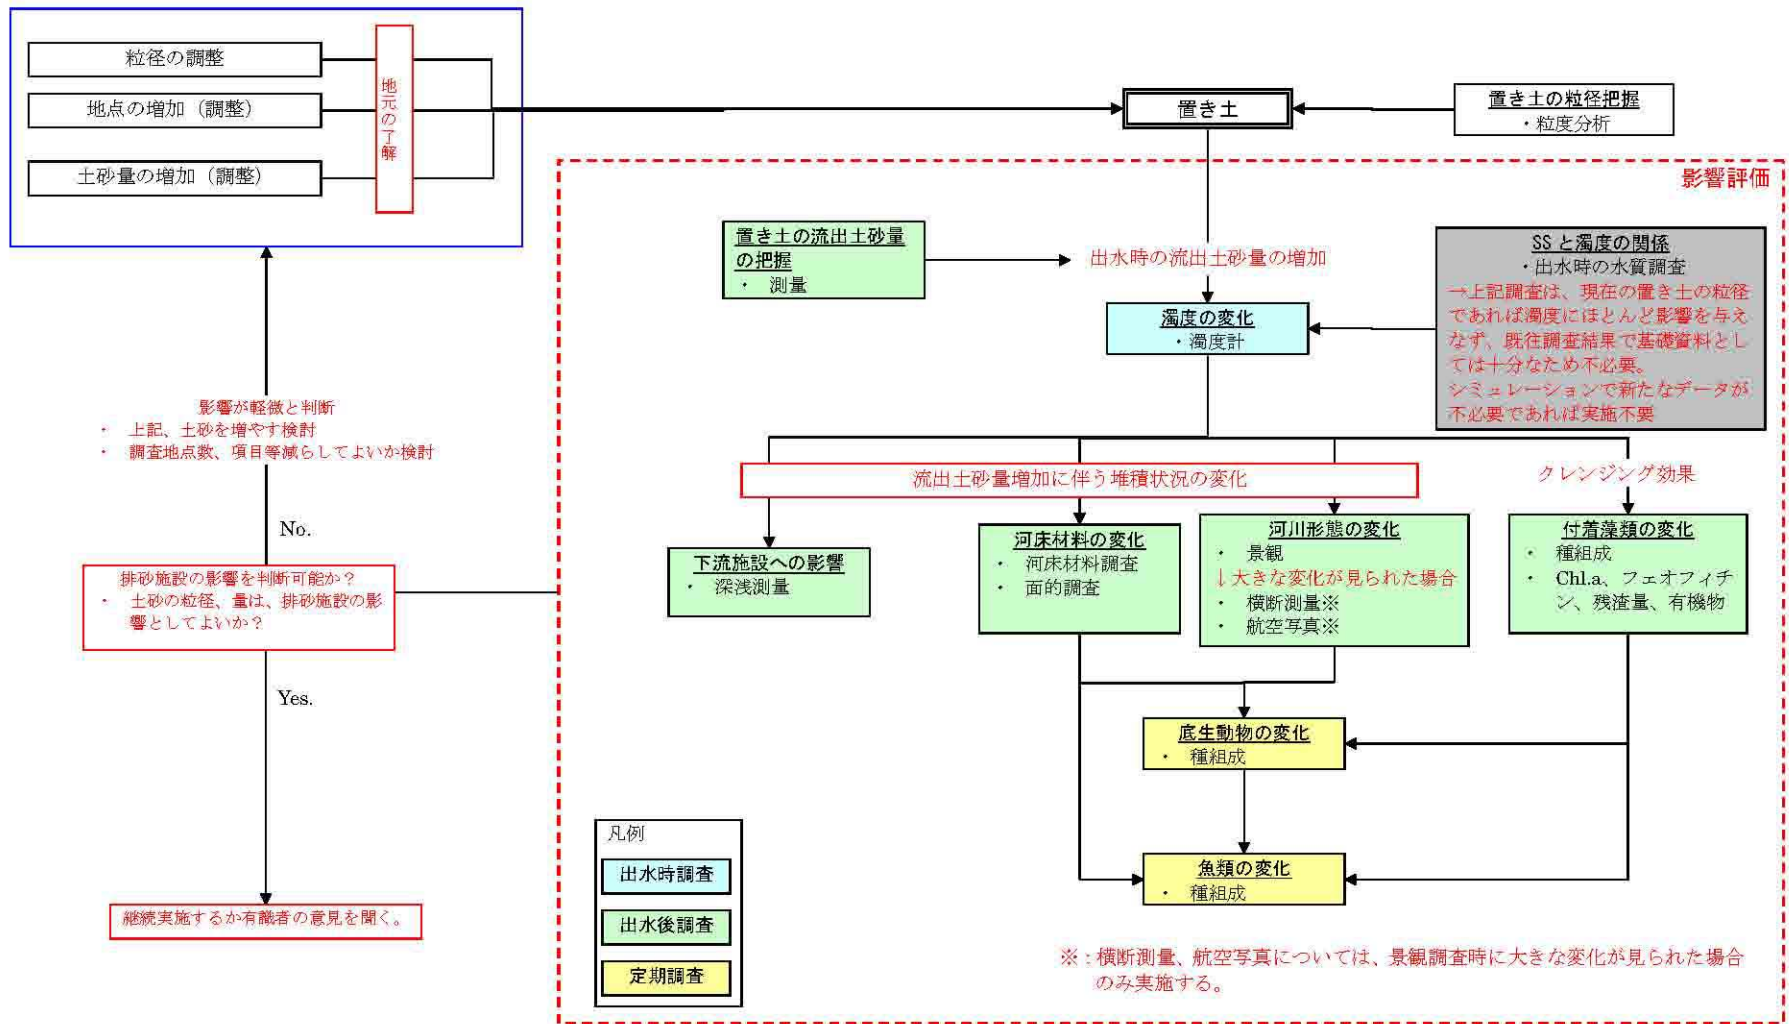 粒径の調整
地点の増加（調整）
土砂量の増加（調整）
地元の了解
置き土
置き土の粒径把握
・粒度分析
影響評価
置き土の流出土砂量
の把握
・ 測量
出水時の流出土砂量の増加
SSと濁度の関係
・出水時の水質調査
→上記調査は、現在の置き土の粒径
であれば濁度にほとんど影響を与え
なず、既往調査結果で基礎資料とし
ては十分なため不必要。
シミュレーションで新たなデータが
不必要であれば実施不要
濁度の変化
・濁度計
影響が軽微と判断
・ 上記、土砂を増やす検討
・ 調査地点数、項目等減らしてよいか検討
No.
排砂施設の影響を判断可能か？
・ 土砂の粒径、量は、排砂施設の影
響としてよいか？
Yes.
継続実施するか有識者の意見を聞く。
流出土砂量増加に伴う堆積状況の変化
クレンジング効果
下流施設への影響
・ 深浅測量
河床材料の変化
・ 河床材料調査
・ 面的調査
河川形態の変化
・ 景観
↓大きな変化が見られた場合
・ 横断測量※
・ 航空写真※
付着藻類の変化
・ 種組成
・ Chl.a、フェオフィチ
ン、残渣量、有機物
底生動物の変化
・ 種組成
魚類の変化
・ 種組成
凡例
出水時調査
出水後調査
定期調査
※：横断測量、航空写真については、景観調査時に大きな変化が見られた場合
のみ実施する。